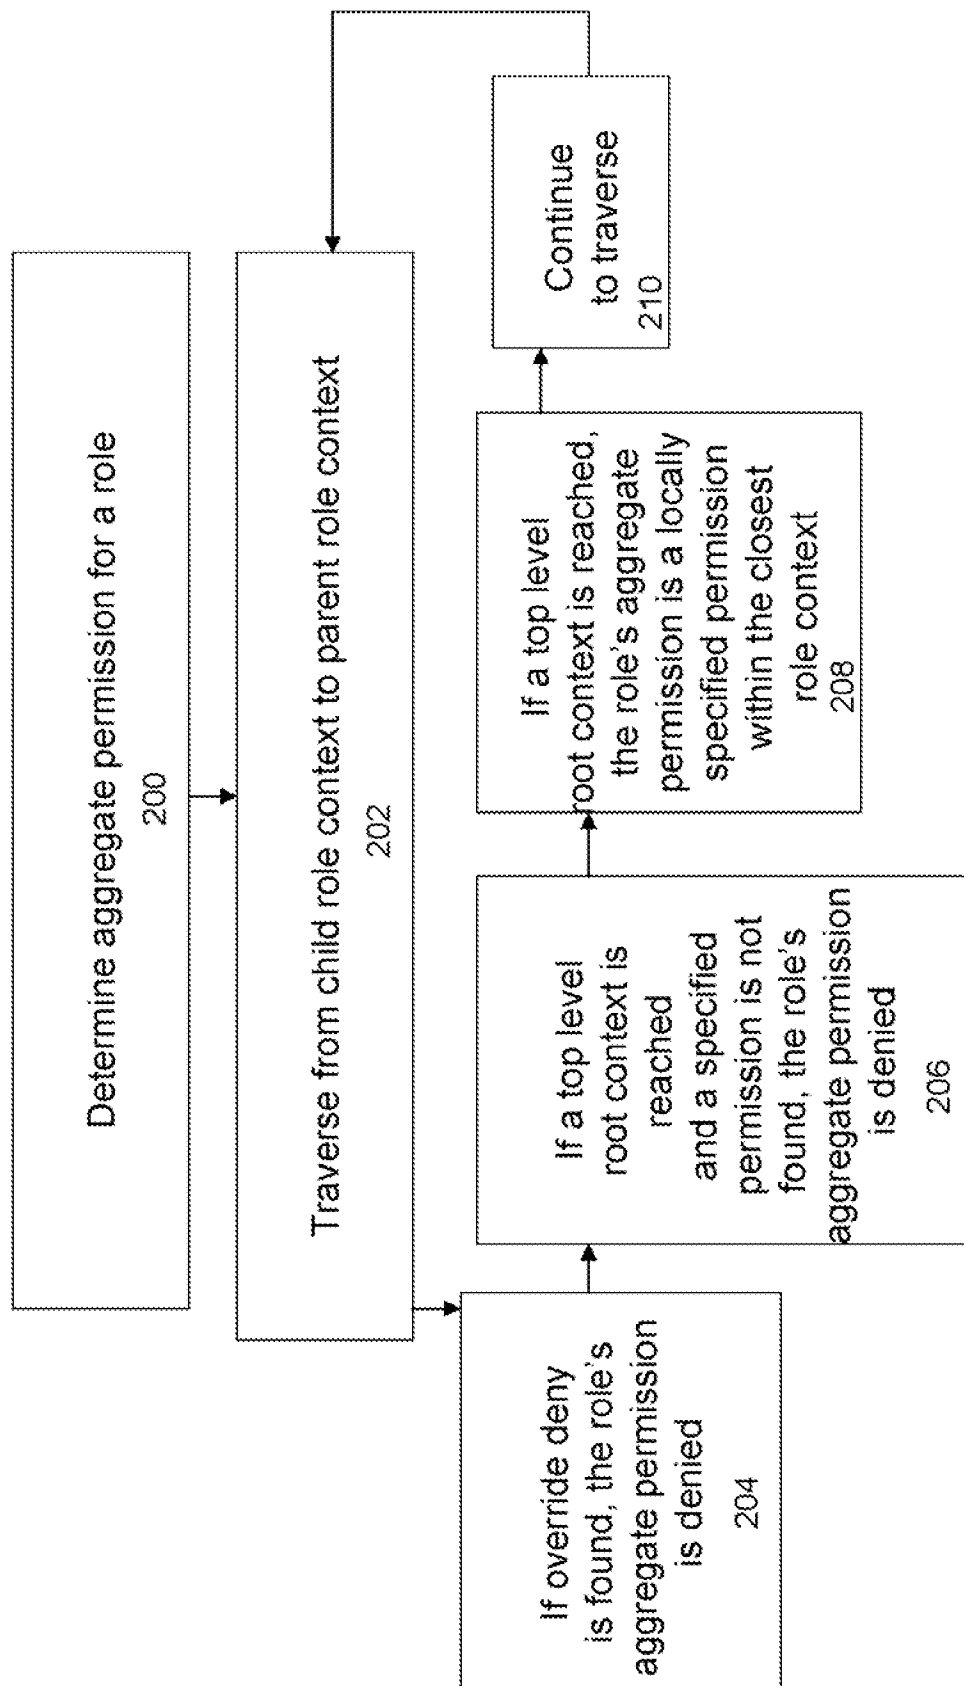 Determine aggregate permission for a role
200
Traverse from child role context to parent role context
202
If override deny
is found, the role's
aggregate permission
is denied
204
If a top level
root context is
reached
and a specified
permission is not
found, the role's
aggregate permission
is denied
206
If a top level
root context is reached,
the role's aggregate
permission is a locally
specified permission
within the closest
role context
208
Continue
to traverse
210